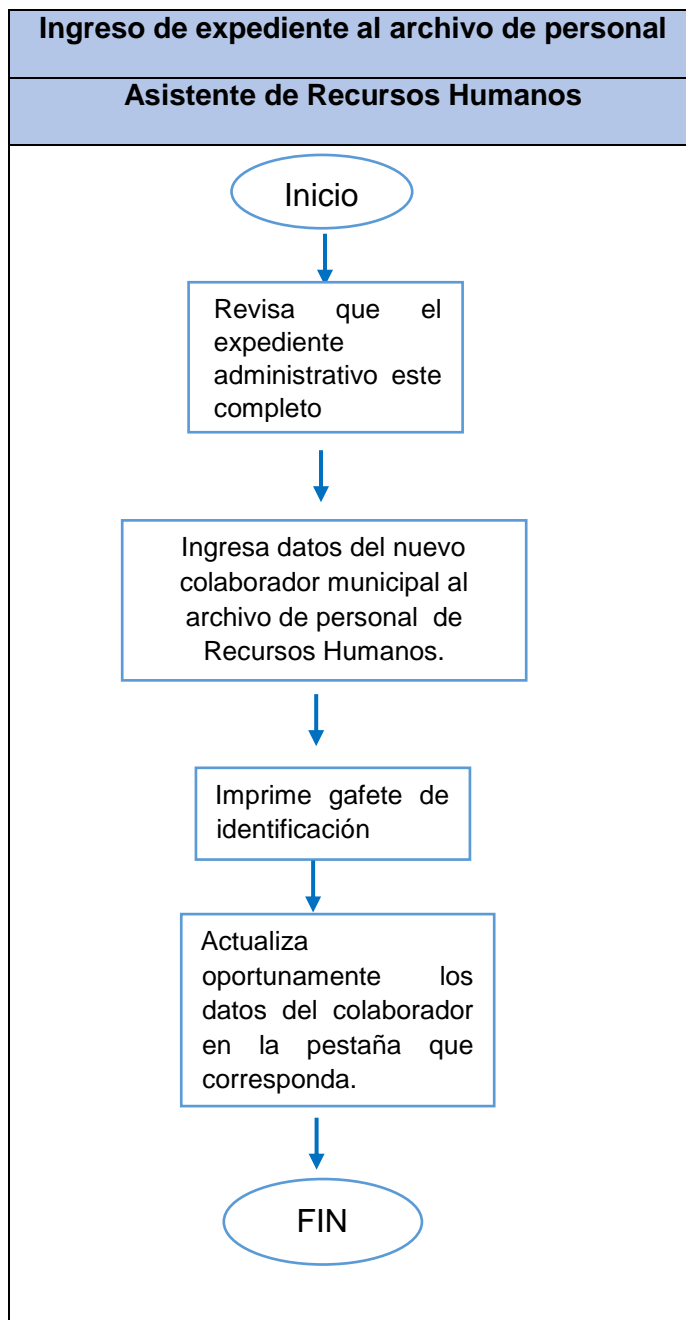 Ingreso de expediente al archivo de personal
Asistente de Recursos Humanos
Inicio
Revisa que el
expediente
administrativo este
completo
Ingresa datos del nuevo
colaborador municipal al
archivo de personal de
Recursos Humanos.
Imprime gafete de
identificación
Actualiza
oportunamente los
datos del colaborador
en la pestaña que
corresponda.
FIN